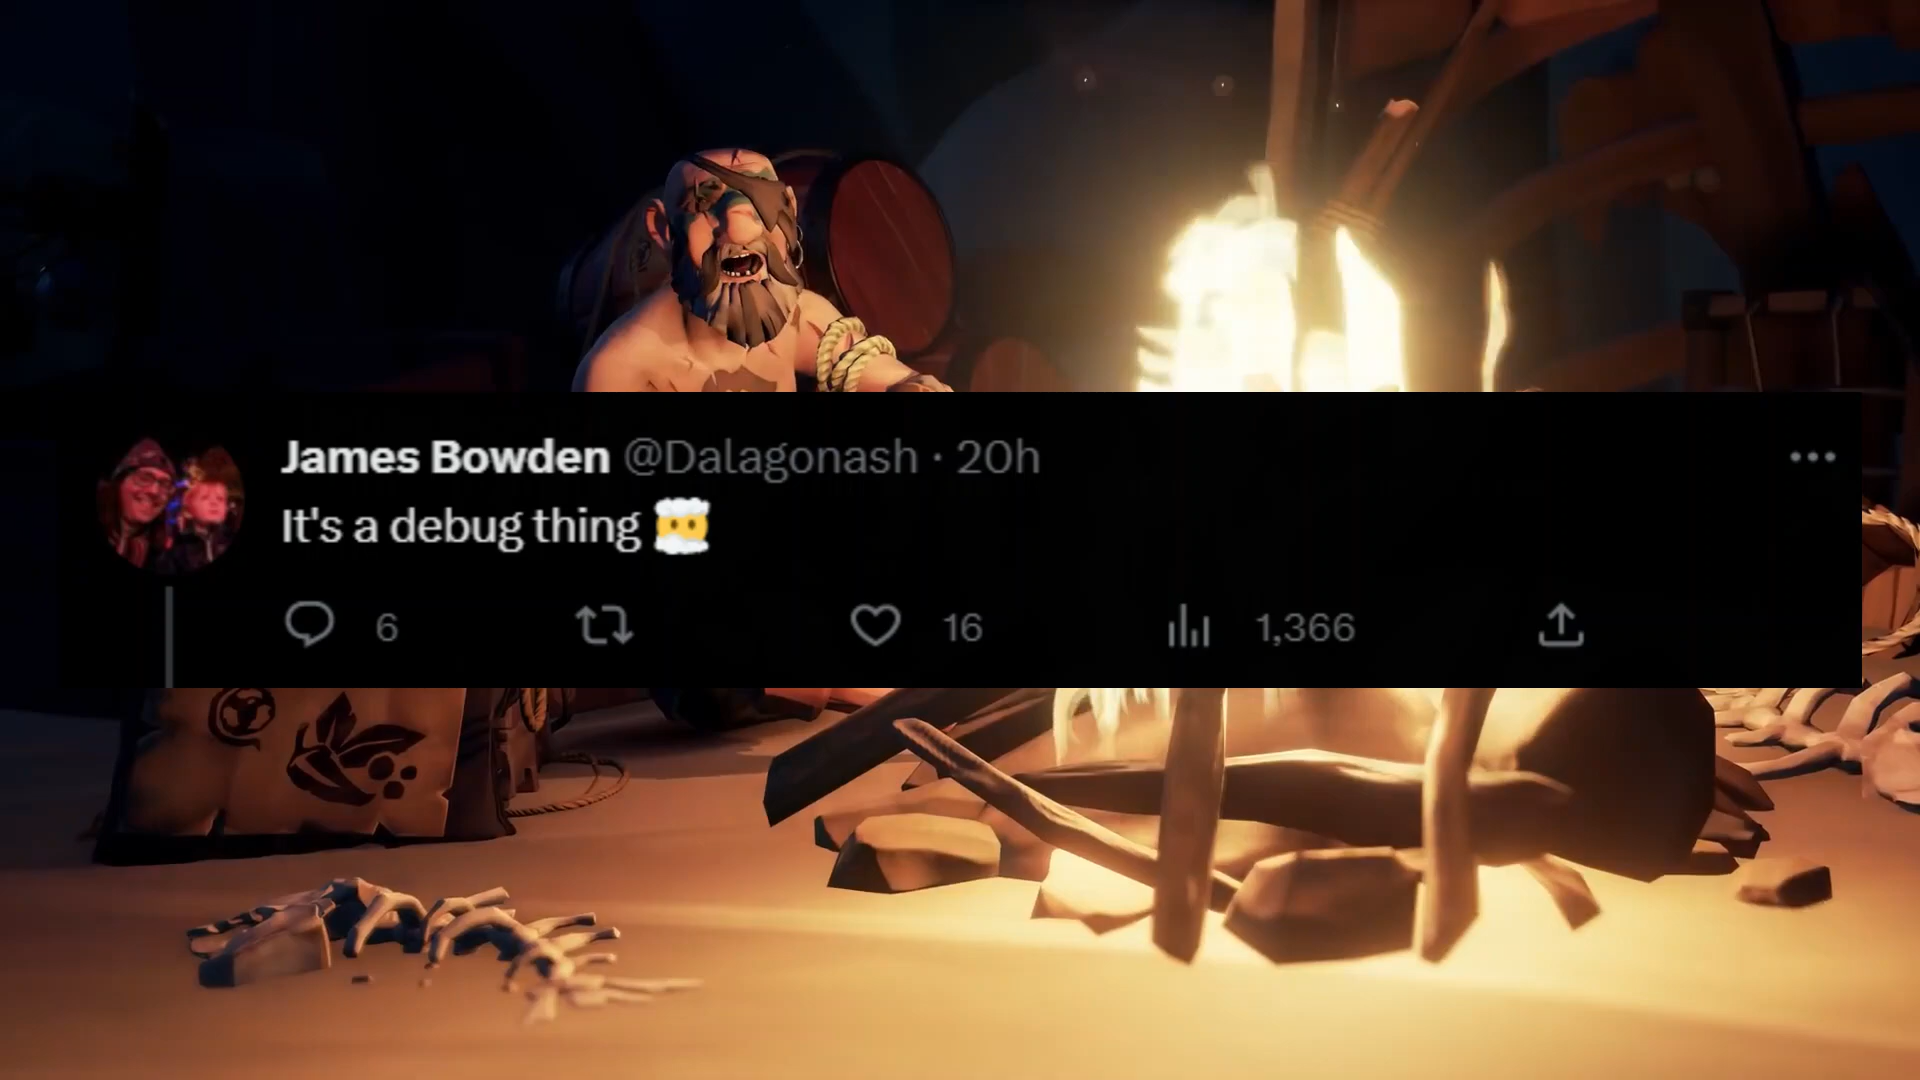 James Bowden @Dalagonash · 20h
It's a debug thing 😶‍🌫️
6 16 1,366